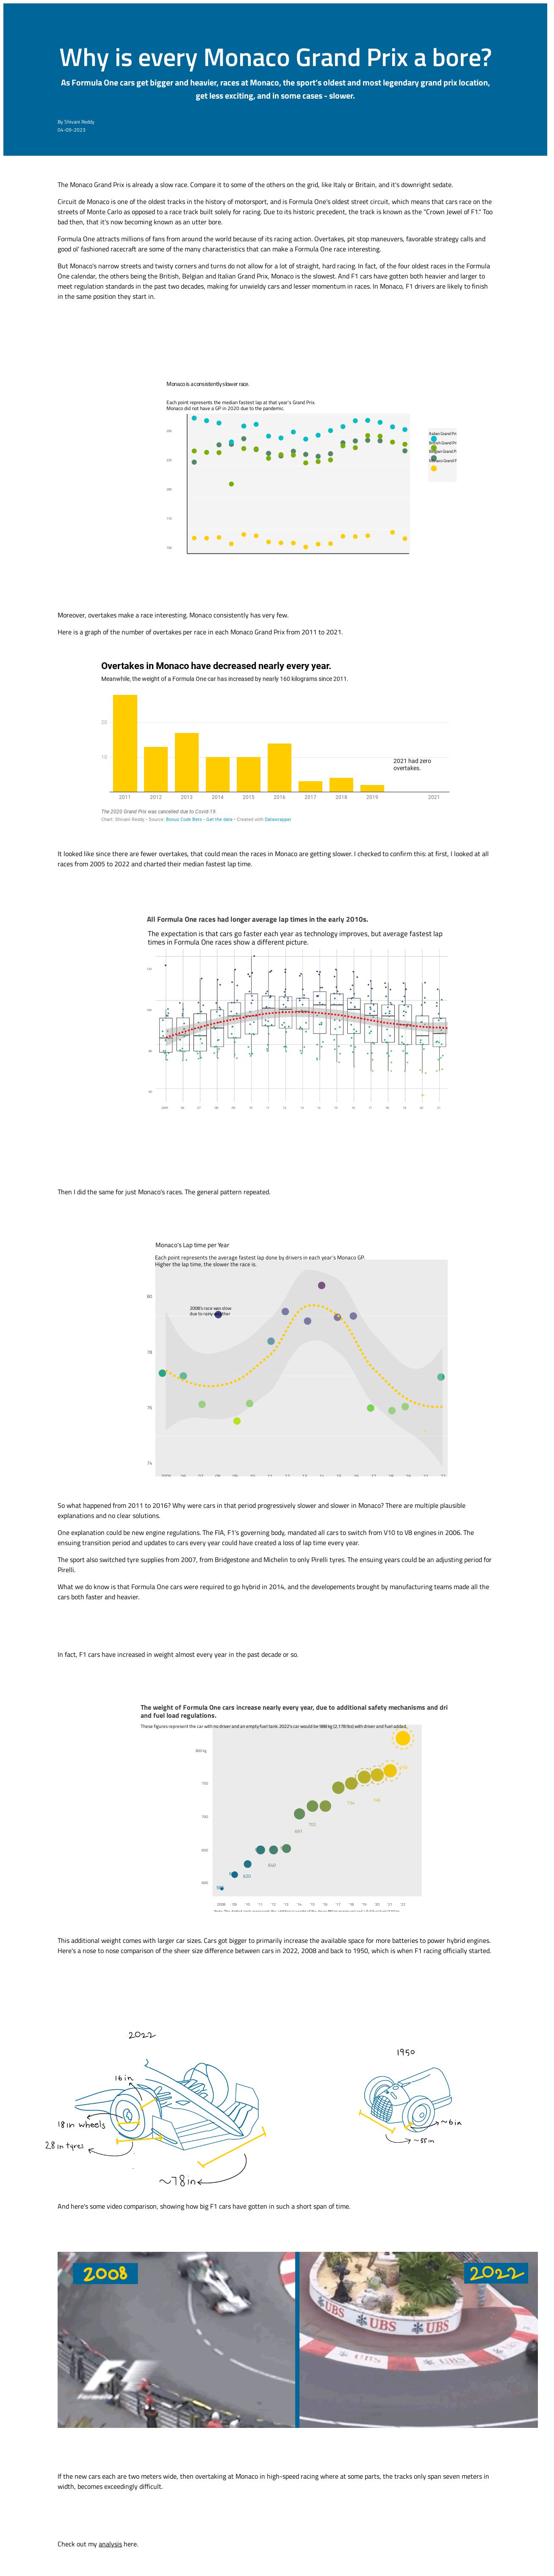 Why is every Monaco Grand Prix a bore?
As Formula One cars get bigger and heavier, races at Monaco, the sport's oldest and most legendary grand prix location,
get less exciting, and in some cases - slower.
By Shivani Reddy
04-09-2023
The Monaco Grand Prix is already a slow race. Compare it to some of the others on the grid, like Italy or Britain, and it's downright sedate.
Circuit de Monaco is one of the oldest tracks in the history of motorsport, and is Formula One's oldest street circuit, which means that cars race on the
streets of Monte Carlo as opposed to a race track built solely for racing. Due to its historic precedent, the track is known as the "Crown Jewel of F1." Too
bad then, that it's now becoming known as an utter bore.
Formula One attracts millions of fans from around the world because of its racing action. Overtakes, pit stop maneuvers, favorable strategy calls and
good ol' fashioned racecraft are some of the many characteristics that can make a Formula One race interesting.
But Monaco's narrow streets and twisty corners and turns do not allow for a lot of straight, hard racing. In fact, of the four oldest races in the Formula
One calendar, the others being the British, Belgian and Italian Grand Prix, Monaco is the slowest. And F1 cars have gotten both heavier and larger to
meet regulation standards in the past two decades, making for unwieldy cars and lesser momentum in races. In Monaco, F1 drivers are likely to finish
in the same position they start in.
Monaco is a consistently slower race.
Each point represents the median fastest lap at that year's Grand Prix.
Monaco did not have a GP in 2020 due to the pandemic.
Italian Grand Pri
Moreover, overtakes make a race interesting. Monaco consistently has very few.
Here is a graph of the number of overtakes per race in each Monaco Grand Prix from 2011 to 2021.
Overtakes in Monaco have decreased nearly every year.
Meanwhile, the weight of a Formula One car has increased by nearly 160 kilograms since 2011.
20
10
2021 had zero
overtakes.
2011 2012 2013 2014 2015 2016 2017 2018 2019 2021
The 2020 Grand Prix was cancelled due to Covid-19.
Chart: Shivani Reddy • Source: Bonus Code Bets • Get the data • Created with Datawrapper
It looked like since there are fewer overtakes, that could mean the races in Monaco are getting slower. I checked to confirm this: at first, I looked at all
races from 2005 to 2022 and charted their median fastest lap time.
All Formula One races had longer average lap times in the early 2010s.
The expectation is that cars go faster each year as technology improves, but average fastest lap
times in Formula One races show a different picture.
Then I did the same for just Monaco's races. The general pattern repeated.
Monaco's Lap time per Year
Each point represents the average fastest lap done by drivers in each year's Monaco GP.
Higher the lap time, the slower the race is.
80
2008's race was slow
due to rainy weather
78
76
74
So what happened from 2011 to 2016? Why were cars in that period progressively slower and slower in Monaco? There are multiple plausible
explanations and no clear solutions.
One explanation could be new engine regulations. The FIA, F1's governing body, mandated all cars to switch from V10 to V8 engines in 2006. The
ensuing transition period and updates to cars every year could have created a loss of lap time every year.
The sport also switched tyre supplies from 2007, from Bridgestone and Michelin to only Pirelli tyres. The ensuing years could be an adjusting period for
Pirelli.
What we do know is that Formula One cars were required to go hybrid in 2014, and the developements brought by manufacturing teams made all the
cars both faster and heavier.
In fact, F1 cars have increased in weight almost every year in the past decade or so.
The weight of Formula One cars increase nearly every year, due to additional safety mechanisms and dri
and fuel load regulations.
These figures represent the car with no driver and an empty fuel tank. 2022's car would be 988 kg (2,178 lbs) with driver and fuel added.
800 kg
750
700
650
600
620
640
691
702
2008 '09 '10 '11 '12 '13 '14 '15 '16 '17 '18 '19 '20 '21 '22
This additional weight comes with larger car sizes. Cars got bigger to primarily increase the available space for more batteries to power hybrid engines.
Here's a nose to nose comparison of the sheer size difference between cars in 2022, 2008 and back to 1950, which is when F1 racing officially started.
2022
16 in
18 in wheels
28 in tyres
~78in
1950
~6in
~55in
And here's some video comparison, showing how big F1 cars have gotten in such a short span of time.
2008
2022
UBS UBS UBS
F1
Formula 1
If the new cars each are two meters wide, then overtaking at Monaco in high-speed racing where at some parts, the tracks only span seven meters in
width, becomes exceedingly difficult.
Check out my analysis here.